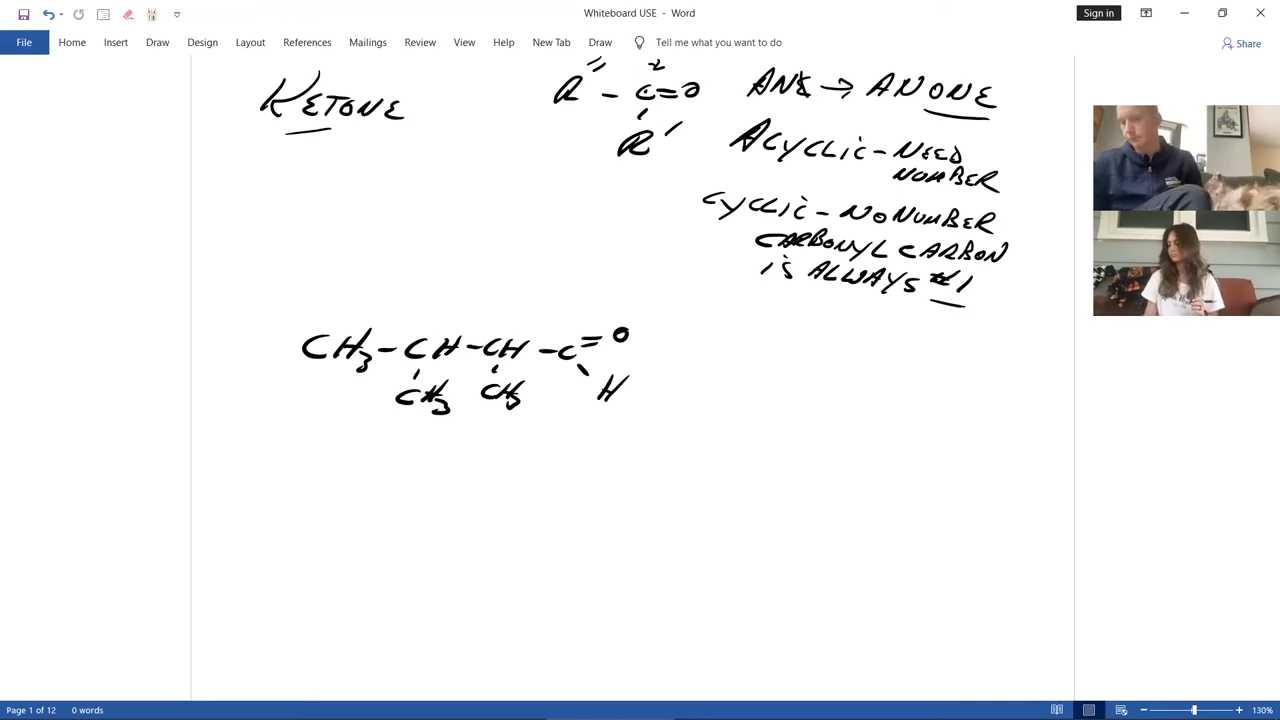 Whiteboard USE - Word
Sign in
File Home Insert Draw Design Layout References Mailings Review View Help New Tab Draw Tell me what you want to do Share
KETONE
R" - C=O ANE → ANONE
R'
ACYCLIC - NEED
NUMBER
CYCLIC - NO NUMBER
CARBONYL CARBON
IS ALWAYS #1
CH3-CH-CH-C=O
CH3 CH3 H
Page 1 of 12 0 words 130%